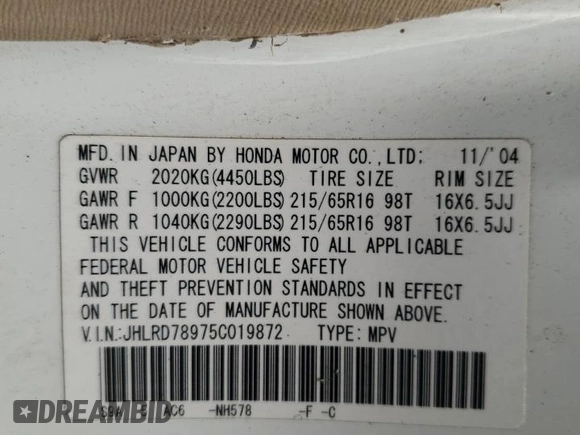 MFD. IN JAPAN BY HONDA MOTOR CO., LTD: 11/'04
GVWR 2020KG(4450LBS) TIRE SIZE RIM SIZE
GAWR F 1000KG(2200LBS) 215/65R16 98T 16X6.5JJ
GAWR R 1040KG(2290LBS) 215/65R16 98T 16X6.5JJ
THIS VEHICLE CONFORMS TO ALL APPLICABLE
FEDERAL MOTOR VEHICLE SAFETY
AND THEFT PREVENTION STANDARDS IN EFFECT
ON THE DATE OF MANUFACTURE SHOWN ABOVE.
V.I.N.:JHLRD78975C019872 TYPE: MPV
AC6 -NH578 -F -C
DREAMBID